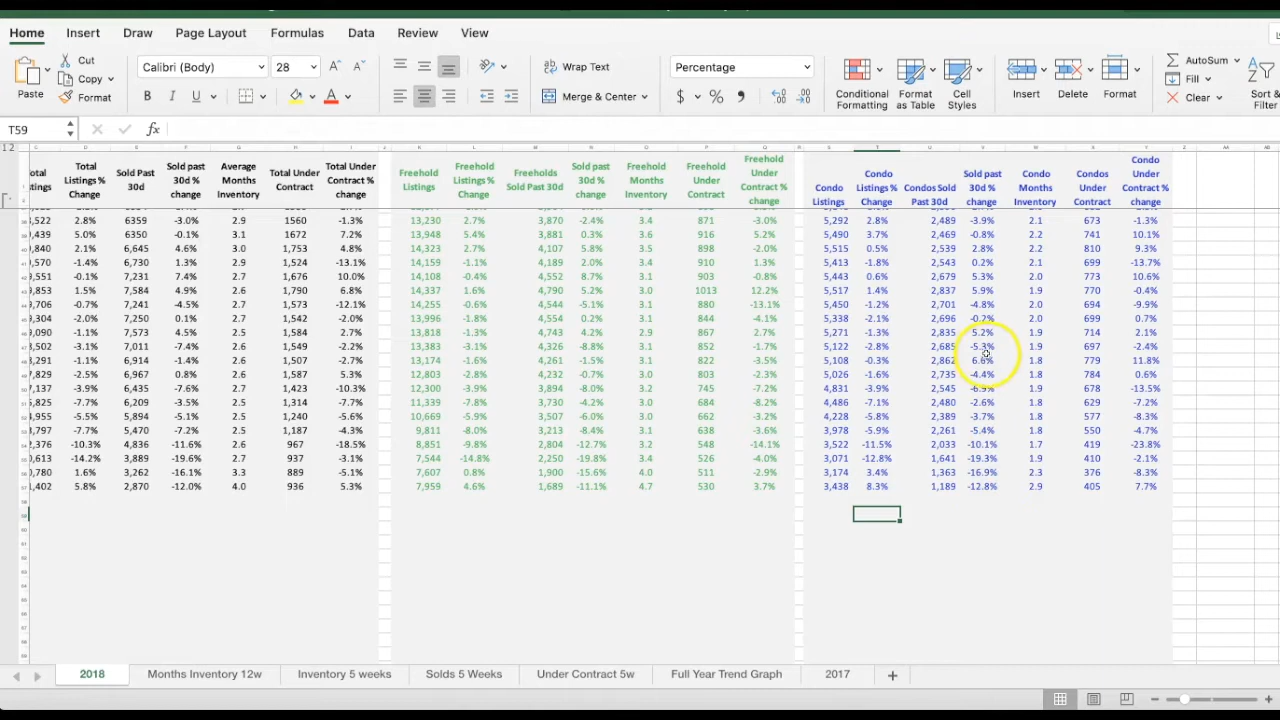 Home Insert Draw Page Layout Formulas Data Review View
Paste Cut Copy Format Calibri (Body) 28 Wrap Text Merge & Center Percentage Conditional Formatting Format as Table Cell Styles Insert Delete Format AutoSum Fill Clear Sort & Filter
T59 fx
Total Listings % Change Sold Past 30d Sold past 30d % change Average Months Inventory Total Under Contract Total Under Contract % change Freehold Listings Freehold Listings % Change Freeholds Sold Past 30d Sold past 30d % change Freehold Months Inventory Freehold Under Contract Freehold Under Contract % change Condo Listings Condo Listings % Change Condos Sold Past 30d Sold past 30d % change Condo Months Inventory Condos Under Contract Condo Under Contract % change
,522 2.8% 6359 -3.0% 2.9 1560 -1.3% 13,230 2.7% 3,870 -2.4% 3.4 871 -3.0% 5,292 2.8% 2,489 -3.9% 2.1 673 -1.3%
,439 5.0% 6350 -0.1% 3.1 1672 7.2% 13,948 5.4% 3,881 0.3% 3.6 916 5.2% 5,490 3.7% 2,469 -0.8% 2.2 741 10.1%
,840 2.1% 6,645 4.6% 3.0 1,753 4.8% 14,323 2.7% 4,107 5.8% 3.5 898 -2.0% 5,515 0.5% 2,539 2.8% 2.2 810 9.3%
,570 -1.4% 6,730 1.3% 2.9 1,524 -13.1% 14,159 -1.1% 4,189 2.0% 3.4 910 1.3% 5,413 -1.8% 2,543 0.2% 2.1 699 -13.7%
,551 -0.1% 7,231 7.4% 2.7 1,676 10.0% 14,108 -0.4% 4,552 8.7% 3.1 903 -0.8% 5,443 0.6% 2,679 5.3% 2.0 773 10.6%
,853 1.5% 7,584 4.9% 2.6 1,790 6.8% 14,337 1.6% 4,790 5.2% 3.0 1013 12.2% 5,517 1.4% 2,837 5.9% 2.0 770 -0.4%
,706 -0.7% 7,241 -4.5% 2.7 1,573 -12.1% 14,255 -0.6% 4,544 -5.1% 3.1 880 -13.1% 5,450 -1.2% 2,701 -4.8% 2.0 694 -9.9%
,304 -2.0% 7,250 0.1% 2.7 1,542 -2.0% 13,996 -1.8% 4,554 0.2% 3.1 844 -4.1% 5,338 -2.1% 2,696 -0.2% 2.0 699 0.7%
,090 -1.1% 7,573 4.5% 2.5 1,584 2.7% 13,818 -1.3% 4,743 4.2% 2.9 867 2.7% 5,271 -1.3% 2,835 5.2% 1.9 714 2.1%
,502 -3.1% 7,011 -7.4% 2.6 1,549 -2.2% 13,383 -3.1% 4,326 -8.8% 3.1 852 -1.7% 5,122 -2.8% 2,685 -5.3% 1.9 697 -2.4%
,291 -1.1% 6,914 -1.4% 2.6 1,507 -2.7% 13,174 -1.6% 4,261 -1.5% 3.1 822 -3.5% 5,108 -0.3% 2,862 6.6% 1.8 779 11.8%
,829 -2.5% 6,967 0.8% 2.6 1,587 5.3% 12,803 -2.8% 4,232 -0.7% 3.0 803 -2.3% 5,026 -1.6% 2,735 -4.4% 1.8 784 0.6%
,137 -3.9% 6,435 -7.6% 2.7 1,423 -10.3% 12,300 -3.9% 3,894 -8.0% 3.2 745 -7.2% 4,831 -3.9% 2,545 -6.9% 1.9 678 -13.5%
,825 -7.7% 6,209 -3.5% 2.5 1,314 -7.7% 11,339 -7.8% 3,730 -4.2% 3.0 684 -8.2% 4,486 -7.1% 2,480 -2.6% 1.8 629 -7.2%
,955 -5.5% 5,894 -5.1% 2.5 1,240 -5.6% 10,669 -5.9% 3,507 -6.0% 3.0 662 -3.2% 4,228 -5.8% 2,389 -3.7% 1.8 577 -8.3%
,797 -7.7% 5,470 -7.2% 2.5 1,187 -4.3% 9,811 -8.0% 3,213 -8.4% 3.1 638 -3.6% 3,978 -5.9% 2,261 -5.4% 1.8 550 -4.7%
,376 -10.3% 4,836 -11.6% 2.6 967 -18.5% 8,851 -9.8% 2,804 -12.7% 3.2 548 -14.1% 3,522 -11.5% 2,033 -10.1% 1.7 419 -23.8%
,613 -14.2% 3,889 -19.6% 2.7 937 -3.1% 7,544 -14.8% 2,250 -19.8% 3.4 526 -4.0% 3,071 -12.8% 1,641 -19.3% 1.9 410 -2.1%
,780 1.6% 3,262 -16.1% 3.3 889 -5.1% 7,607 0.8% 1,900 -15.6% 4.0 511 -2.9% 3,174 3.4% 1,363 -16.9% 2.3 376 -8.3%
,402 5.8% 2,870 -12.0% 4.0 936 5.3% 7,959 4.6% 1,689 -11.1% 4.7 530 3.7% 3,438 8.3% 1,189 -12.8% 2.9 405 7.7%
2018 Months Inventory 12w Inventory 5 weeks Solds 5 Weeks Under Contract 5w Full Year Trend Graph 2017